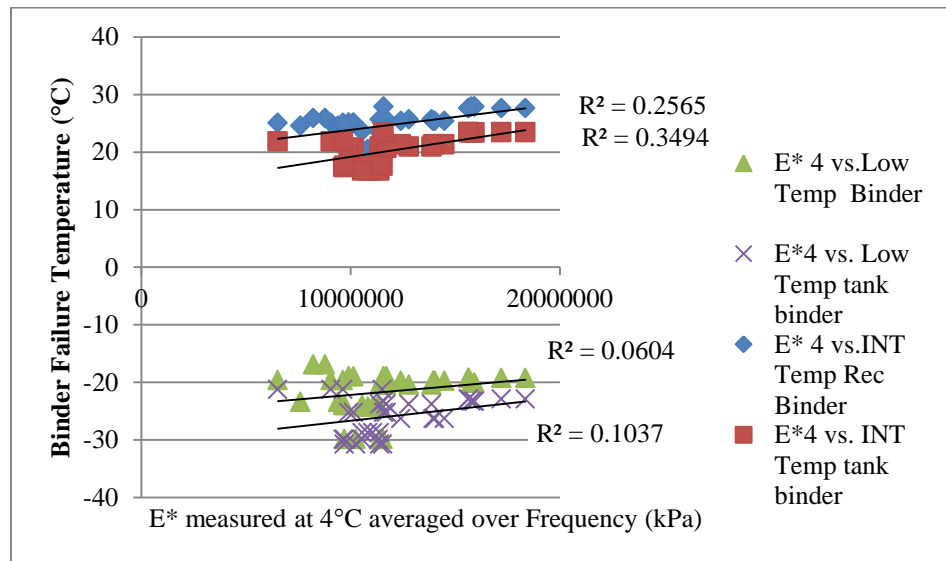 40
30
20
10
0
-10
-20
-30
-40
0
10000000
20000000
Binder Failure Temperature (°C)
E* measured at 4°C averaged over Frequency (kPa)
R² = 0.2565
R² = 0.3494
R² = 0.0604
R² = 0.1037
E* 4 vs.Low
Temp Binder
E*4 vs. Low
Temp tank
binder
E* 4 vs.INT
Temp Rec
Binder
E*4 vs. INT
Temp tank
binder